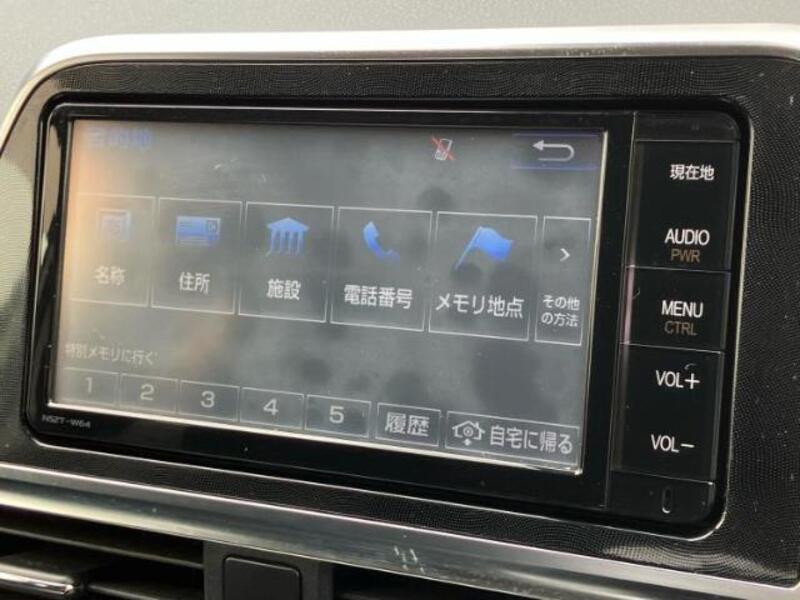 目的地
名称
住所
施設
電話番号
メモリ地点
その他
の方法
特別メモリに行く
1
2
3
4
5
履歴
自宅に帰る
NSZT-W64
現在地
AUDIO
PWR
MENU
CTRL
VOL+
VOL-